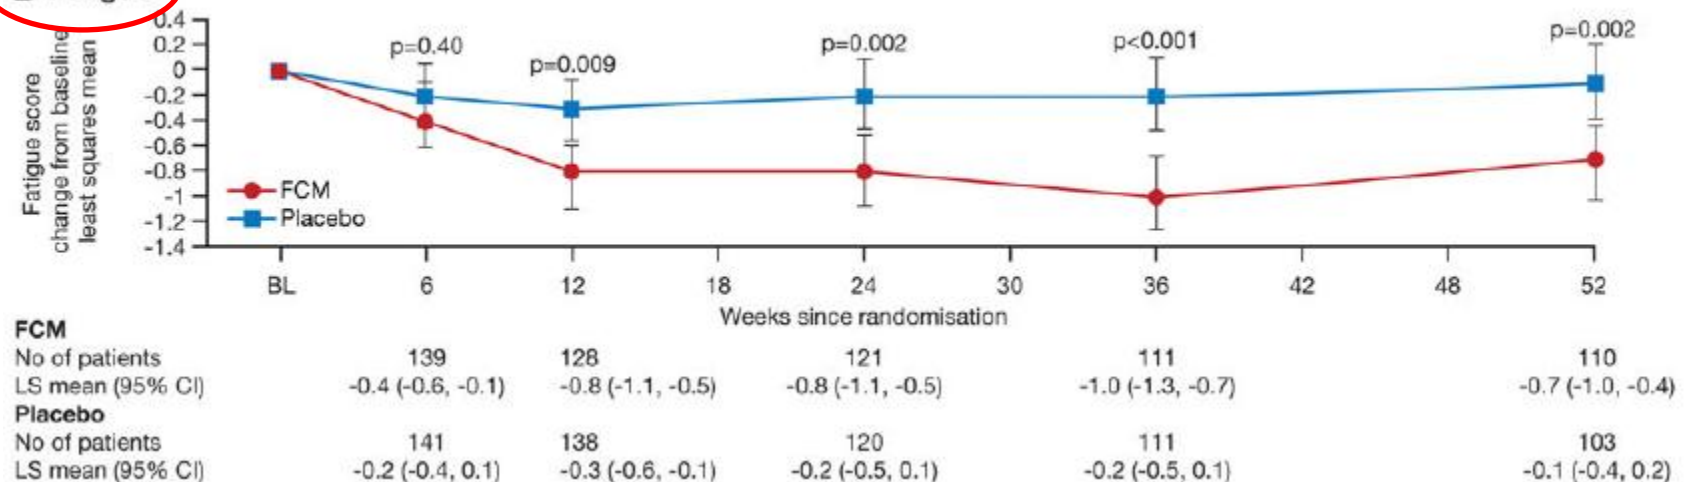 0.4
0.2
0
-0.2
-0.4
-0.6
-0.8
-1
-1.2
-1.4
Fatigue score
change from baseline
least squares mean
p=0.40
p=0.009
p=0.002
p<0.001
p=0.002
FCM
Placebo
BL 6 12 18 24 30 36 42 48 52
Weeks since randomisation
FCM
No of patients 139 128 121 111 110
LS mean (95% CI) -0.4 (-0.6, -0.1) -0.8 (-1.1, -0.5) -0.8 (-1.1, -0.5) -1.0 (-1.3, -0.7) -0.7 (-1.0, -0.4)
Placebo
No of patients 141 138 120 111 103
LS mean (95% CI) -0.2 (-0.4, 0.1) -0.3 (-0.6, -0.1) -0.2 (-0.5, 0.1) -0.2 (-0.5, 0.1) -0.1 (-0.4, 0.2)